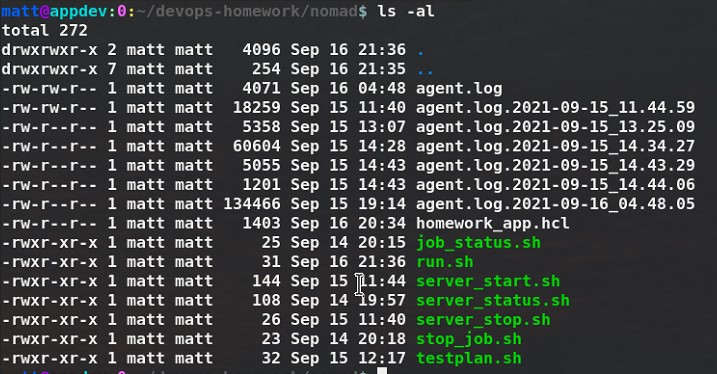 matt@appdev:0:~/devops-homework/nomad$ ls -al
total 272
drwxrwxr-x 2 matt matt   4096 Sep 16 21:36 .
drwxrwxr-x 7 matt matt    254 Sep 16 21:35 ..
-rw-rw-r-- 1 matt matt   4071 Sep 16 04:48 agent.log
-rw-r--r-- 1 matt matt  18259 Sep 15 11:40 agent.log.2021-09-15_11.44.59
-rw-r--r-- 1 matt matt   5358 Sep 15 13:07 agent.log.2021-09-15_13.25.09
-rw-r--r-- 1 matt matt  60604 Sep 15 14:28 agent.log.2021-09-15_14.34.27
-rw-r--r-- 1 matt matt   5055 Sep 15 14:43 agent.log.2021-09-15_14.43.29
-rw-r--r-- 1 matt matt   1201 Sep 15 14:43 agent.log.2021-09-15_14.44.06
-rw-r--r-- 1 matt matt 134466 Sep 15 19:14 agent.log.2021-09-16_04.48.05
-rw-r--r-- 1 matt matt   1403 Sep 16 20:34 homework_app.hcl
-rwxr-xr-x 1 matt matt     25 Sep 14 20:15 job_status.sh
-rwxr-xr-x 1 matt matt     31 Sep 16 21:36 run.sh
-rwxr-xr-x 1 matt matt    144 Sep 15 11:44 server_start.sh
-rwxr-xr-x 1 matt matt    108 Sep 14 19:57 server_status.sh
-rwxr-xr-x 1 matt matt     26 Sep 15 11:40 server_stop.sh
-rwxr-xr-x 1 matt matt     23 Sep 14 20:18 stop_job.sh
-rwxr-xr-x 1 matt matt     32 Sep 15 12:17 testplan.sh